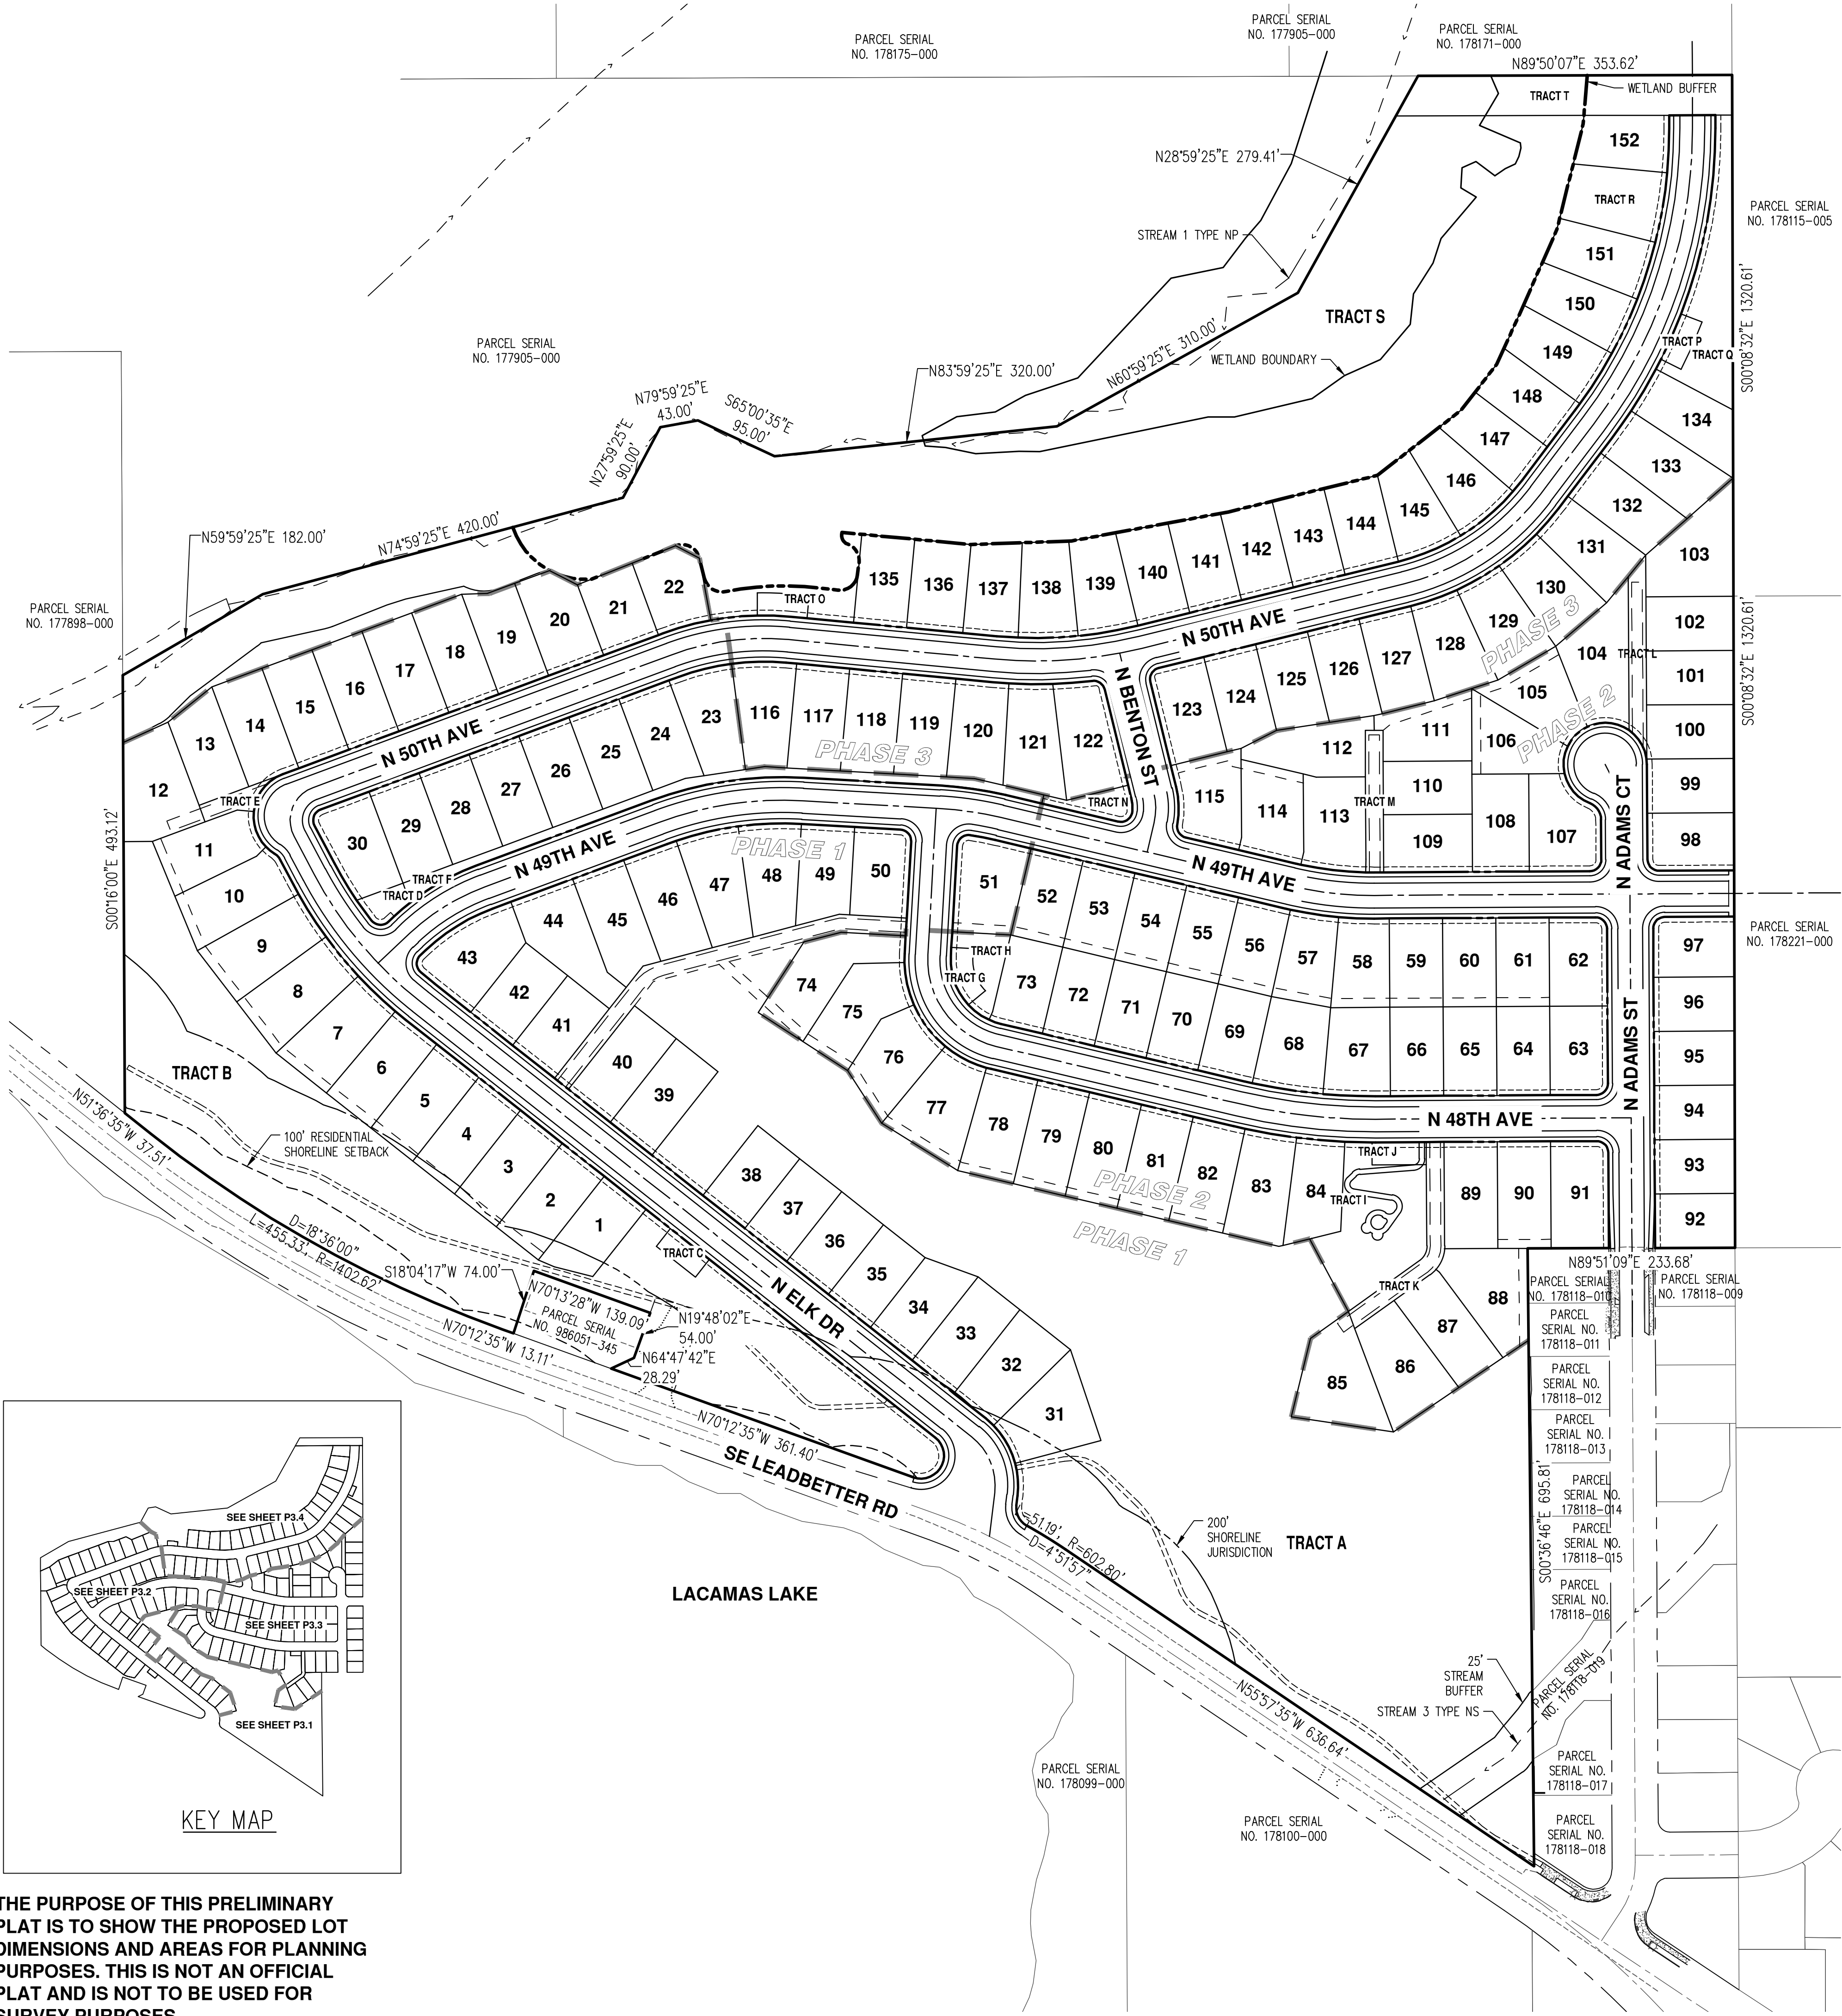 PARCEL SERIAL
NO. 178175-000
PARCEL SERIAL
NO. 177905-000
PARCEL SERIAL
NO. 178171-000
N89°50'07"E 353.62'
WETLAND BUFFER
TRACT T
152
N28°59'25"E 279.41'
TRACT R
PARCEL SERIAL
NO. 178115-005
STREAM 1 TYPE NP
151
150
S00°08'32"E 1320.61'
TRACT S
TRACT P
TRACT Q
149
PARCEL SERIAL
NO. 177905-000
WETLAND BOUNDARY
N60°59'25"E 310.00'
N83°59'25"E 320.00'
N79°59'25"E
43.00'
S65°00'35"E
95.00'
N27°59'25"E
90.00'
148
147
146
145
144
143
142
141
140
139
138
137
136
135
134
133
132
131
130
129
128
127
126
125
124
123
N59°59'25"E 182.00'
N74°59'25"E 420.00'
PARCEL SERIAL
NO. 177898-000
22
21
20
19
18
17
16
15
14
13
12
TRACT O
N 50TH AVE
N 50TH AVE
N BENTON ST
PHASE 3
PHASE 2
103
102
101
100
99
98
104
TRACT L
105
106
S00°08'32"E 1320.61'
111
112
110
109
108
107
113
114
115
TRACT M
N ADAMS CT
116
117
118
119
120
121
122
PHASE 3
TRACT N
23
24
25
26
27
28
29
30
TRACT E
TRACT F
TRACT D
N 49TH AVE
N 49TH AVE
PHASE 1
S00°16'00"E 493.12'
11
10
9
8
7
6
5
4
3
2
1
43
44
45
46
47
48
49
50
51
52
53
54
55
56
57
58
59
60
61
62
97
96
95
94
93
92
PARCEL SERIAL
NO. 178221-000
42
41
40
39
74
75
76
77
78
79
80
81
82
83
84
TRACT H
TRACT G
73
72
71
70
69
68
67
66
65
64
63
N ADAMS ST
N 48TH AVE
TRACT J
TRACT I
89
90
91
PHASE 2
PHASE 1
N89°51'09"E 233.68'
TRACT K
88
87
86
85
TRACT B
N51°36'35"W 37.51'
100' RESIDENTIAL
SHORELINE SETBACK
D=18°36'00"
L=455.33', R=1402.62'
S18°04'17"W 74.00'
N70°13'28"W 139.09'
PARCEL SERIAL
NO. 986051-345
N19°48'02"E
54.00'
N64°47'42"E
28.29'
N70°12'35"W 13.11'
TRACT C
N ELK DR
38
37
36
35
34
33
32
31
N70°12'35"W 361.40'
SE LEADBETTER RD
PARCEL SERIAL
NO. 178118-010
PARCEL SERIAL
NO. 178118-009
PARCEL
SERIAL NO.
178118-011
PARCEL
SERIAL NO.
178118-012
PARCEL
SERIAL NO.
178118-013
PARCEL
SERIAL NO.
178118-014
PARCEL
SERIAL NO.
178118-015
PARCEL
SERIAL NO.
178118-016
S00°36'46"E 695.81'
=51.19', R=602.80'
D=4°51'57"
200'
SHORELINE
JURISDICTION
TRACT A
LACAMAS LAKE
25'
STREAM
BUFFER
STREAM 3 TYPE NS
PARCEL SERIAL
NO. 178118-019
N55°57'35"W 636.64'
PARCEL
SERIAL NO.
178118-017
PARCEL
SERIAL NO.
178118-018
PARCEL SERIAL
NO. 178099-000
PARCEL SERIAL
NO. 178100-000
SEE SHEET P3.4
SEE SHEET P3.2
SEE SHEET P3.3
SEE SHEET P3.1
KEY MAP
THE PURPOSE OF THIS PRELIMINARY
PLAT IS TO SHOW THE PROPOSED LOT
DIMENSIONS AND AREAS FOR PLANNING
PURPOSES. THIS IS NOT AN OFFICIAL
PLAT AND IS NOT TO BE USED FOR
SURVEY PURPOSES